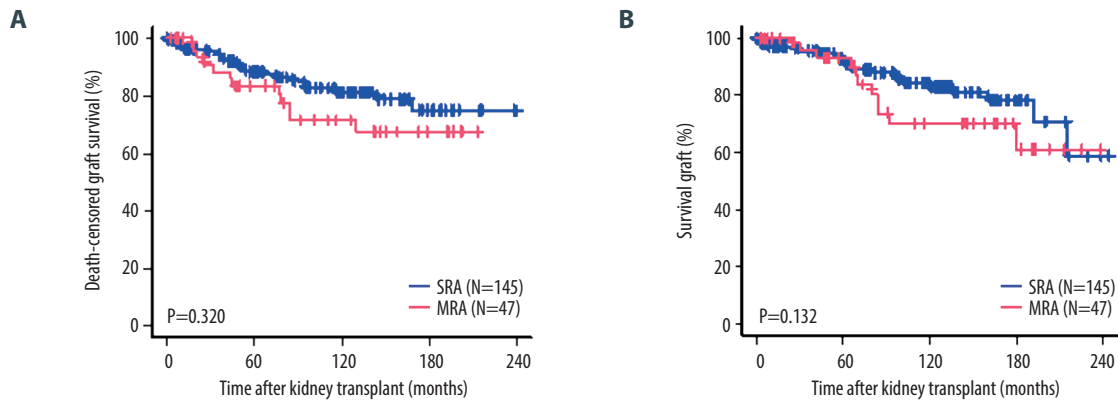 A
Death-censored graft survival (%)
100
80
60
40
20
0
SRA (N=145)
MRA (N=47)
P=0.320
0 60 120 180 240
Time after kidney transplant (months)
B
Survival graft (%)
100
80
60
40
20
0
SRA (N=145)
MRA (N=47)
P=0.132
0 60 120 180 240
Time after kidney transplant (months)